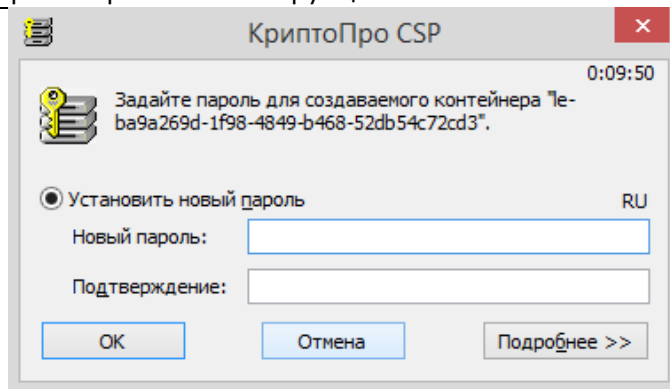 КриптоПро CSP
0:09:50
Задайте пароль для создаваемого контейнера "le-
ba9a269d-1f98-4849-b468-52db54c72cd3".
Установить новый пароль
RU
Новый пароль:
Подтверждение:
ОК
Отмена
Подробнее >>